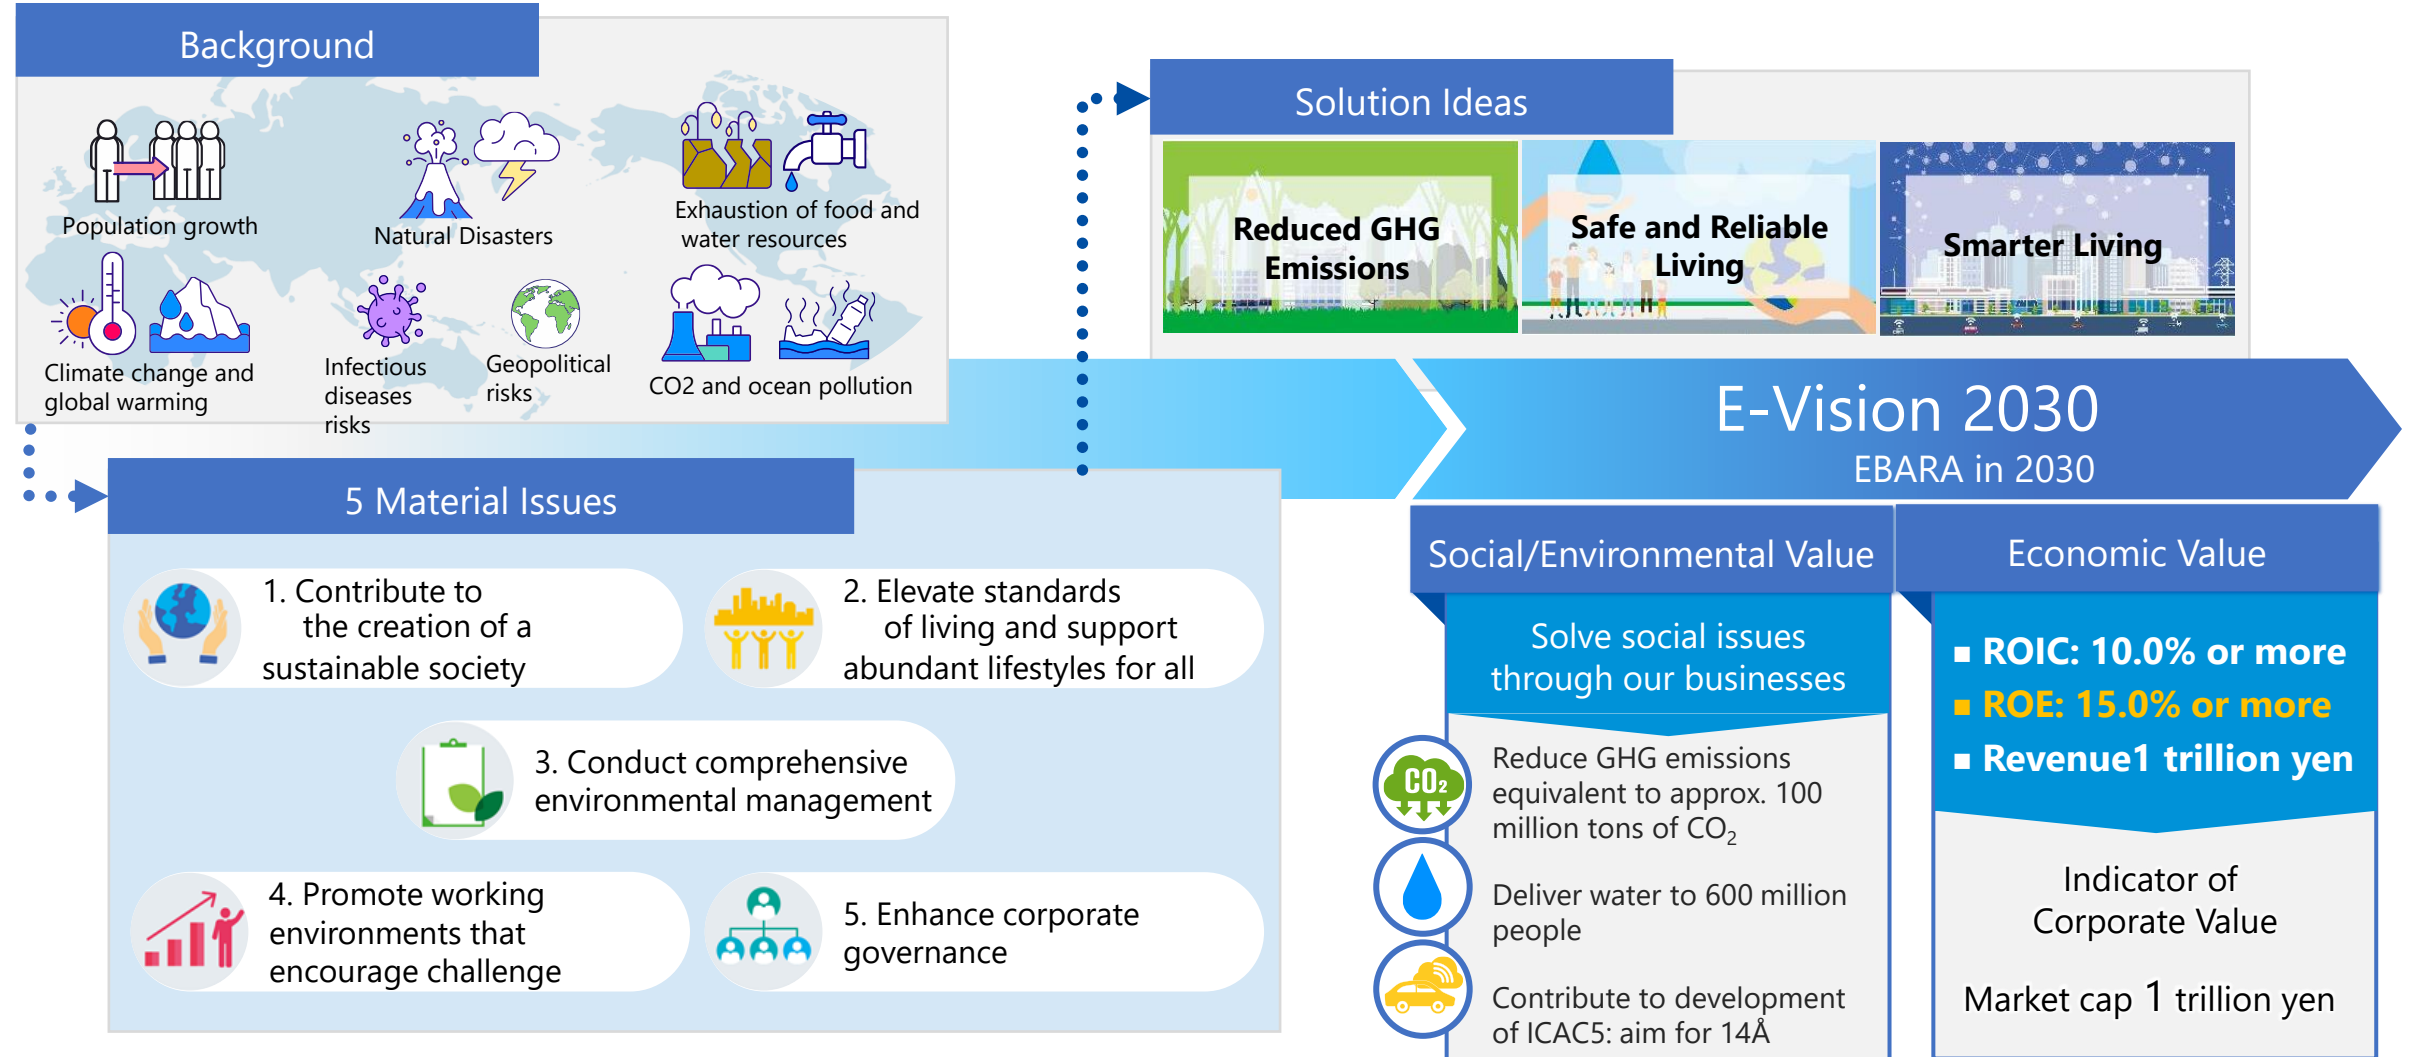 Background
Population growth
Natural Disasters
Exhaustion of food and
water resources
Climate change and
global warming
Infectious
diseases
risks
Geopolitical
risks
CO2 and ocean pollution
5 Material Issues
1. Contribute to
the creation of a
sustainable society
2. Elevate standards
of living and support
abundant lifestyles for all
3. Conduct comprehensive
environmental management
4. Promote working
environments that
encourage challenge
5. Enhance corporate
governance
Solution Ideas
Reduced GHG
Emissions
Safe and Reliable
Living
Smarter Living
E-Vision 2030
EBARA in 2030
Social/Environmental Value
Solve social issues
through our businesses
CO₂
Reduce GHG emissions
equivalent to approx. 100
million tons of CO₂
Deliver water to 600 million
people
Contribute to development
of ICAC5: aim for 14Å
Economic Value
■ ROIC: 10.0% or more
■ ROE: 15.0% or more
■ Revenue1 trillion yen
Indicator of
Corporate Value
Market cap 1 trillion yen